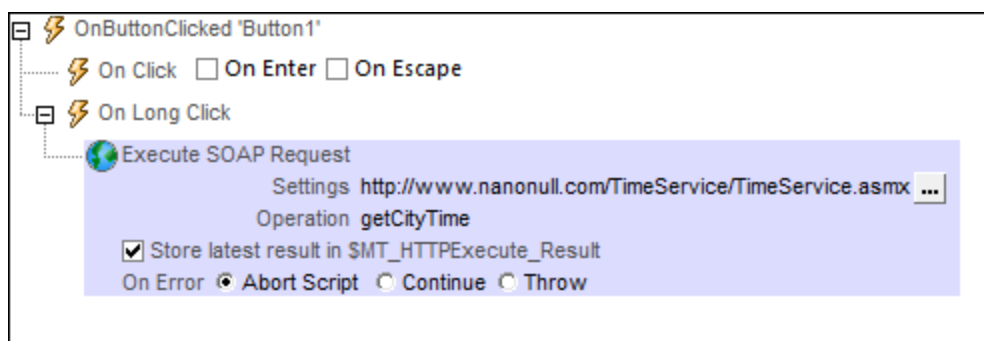 OnButtonClicked 'Button1'
On Click On Enter On Escape
On Long Click
Execute SOAP Request
Settings http://www.nanonull.com/TimeService/TimeService.asmx ...
Operation getCityTime
Store latest result in $MT_HTTPExecute_Result
On Error Abort Script Continue Throw